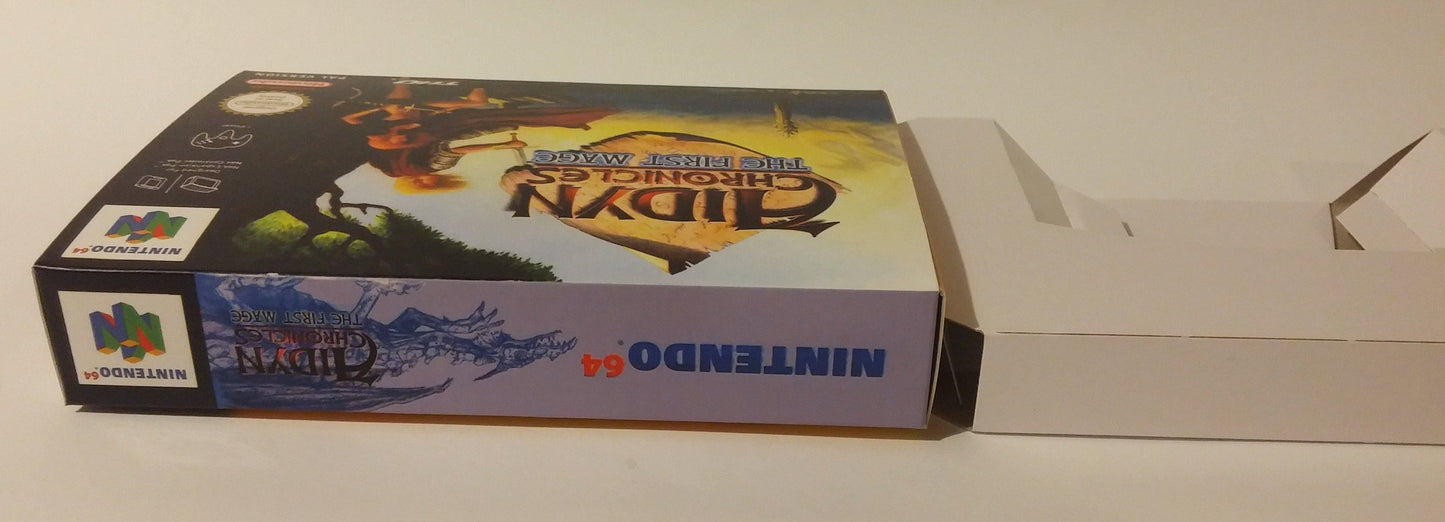 AIDYN
CHRONICLES
THE FIRST MAGE
THQ
PAL VERSION
NINTENDO 64
NINTENDO 64
AIDYN
CHRONICLES
THE FIRST MAGE
NINTENDO 64